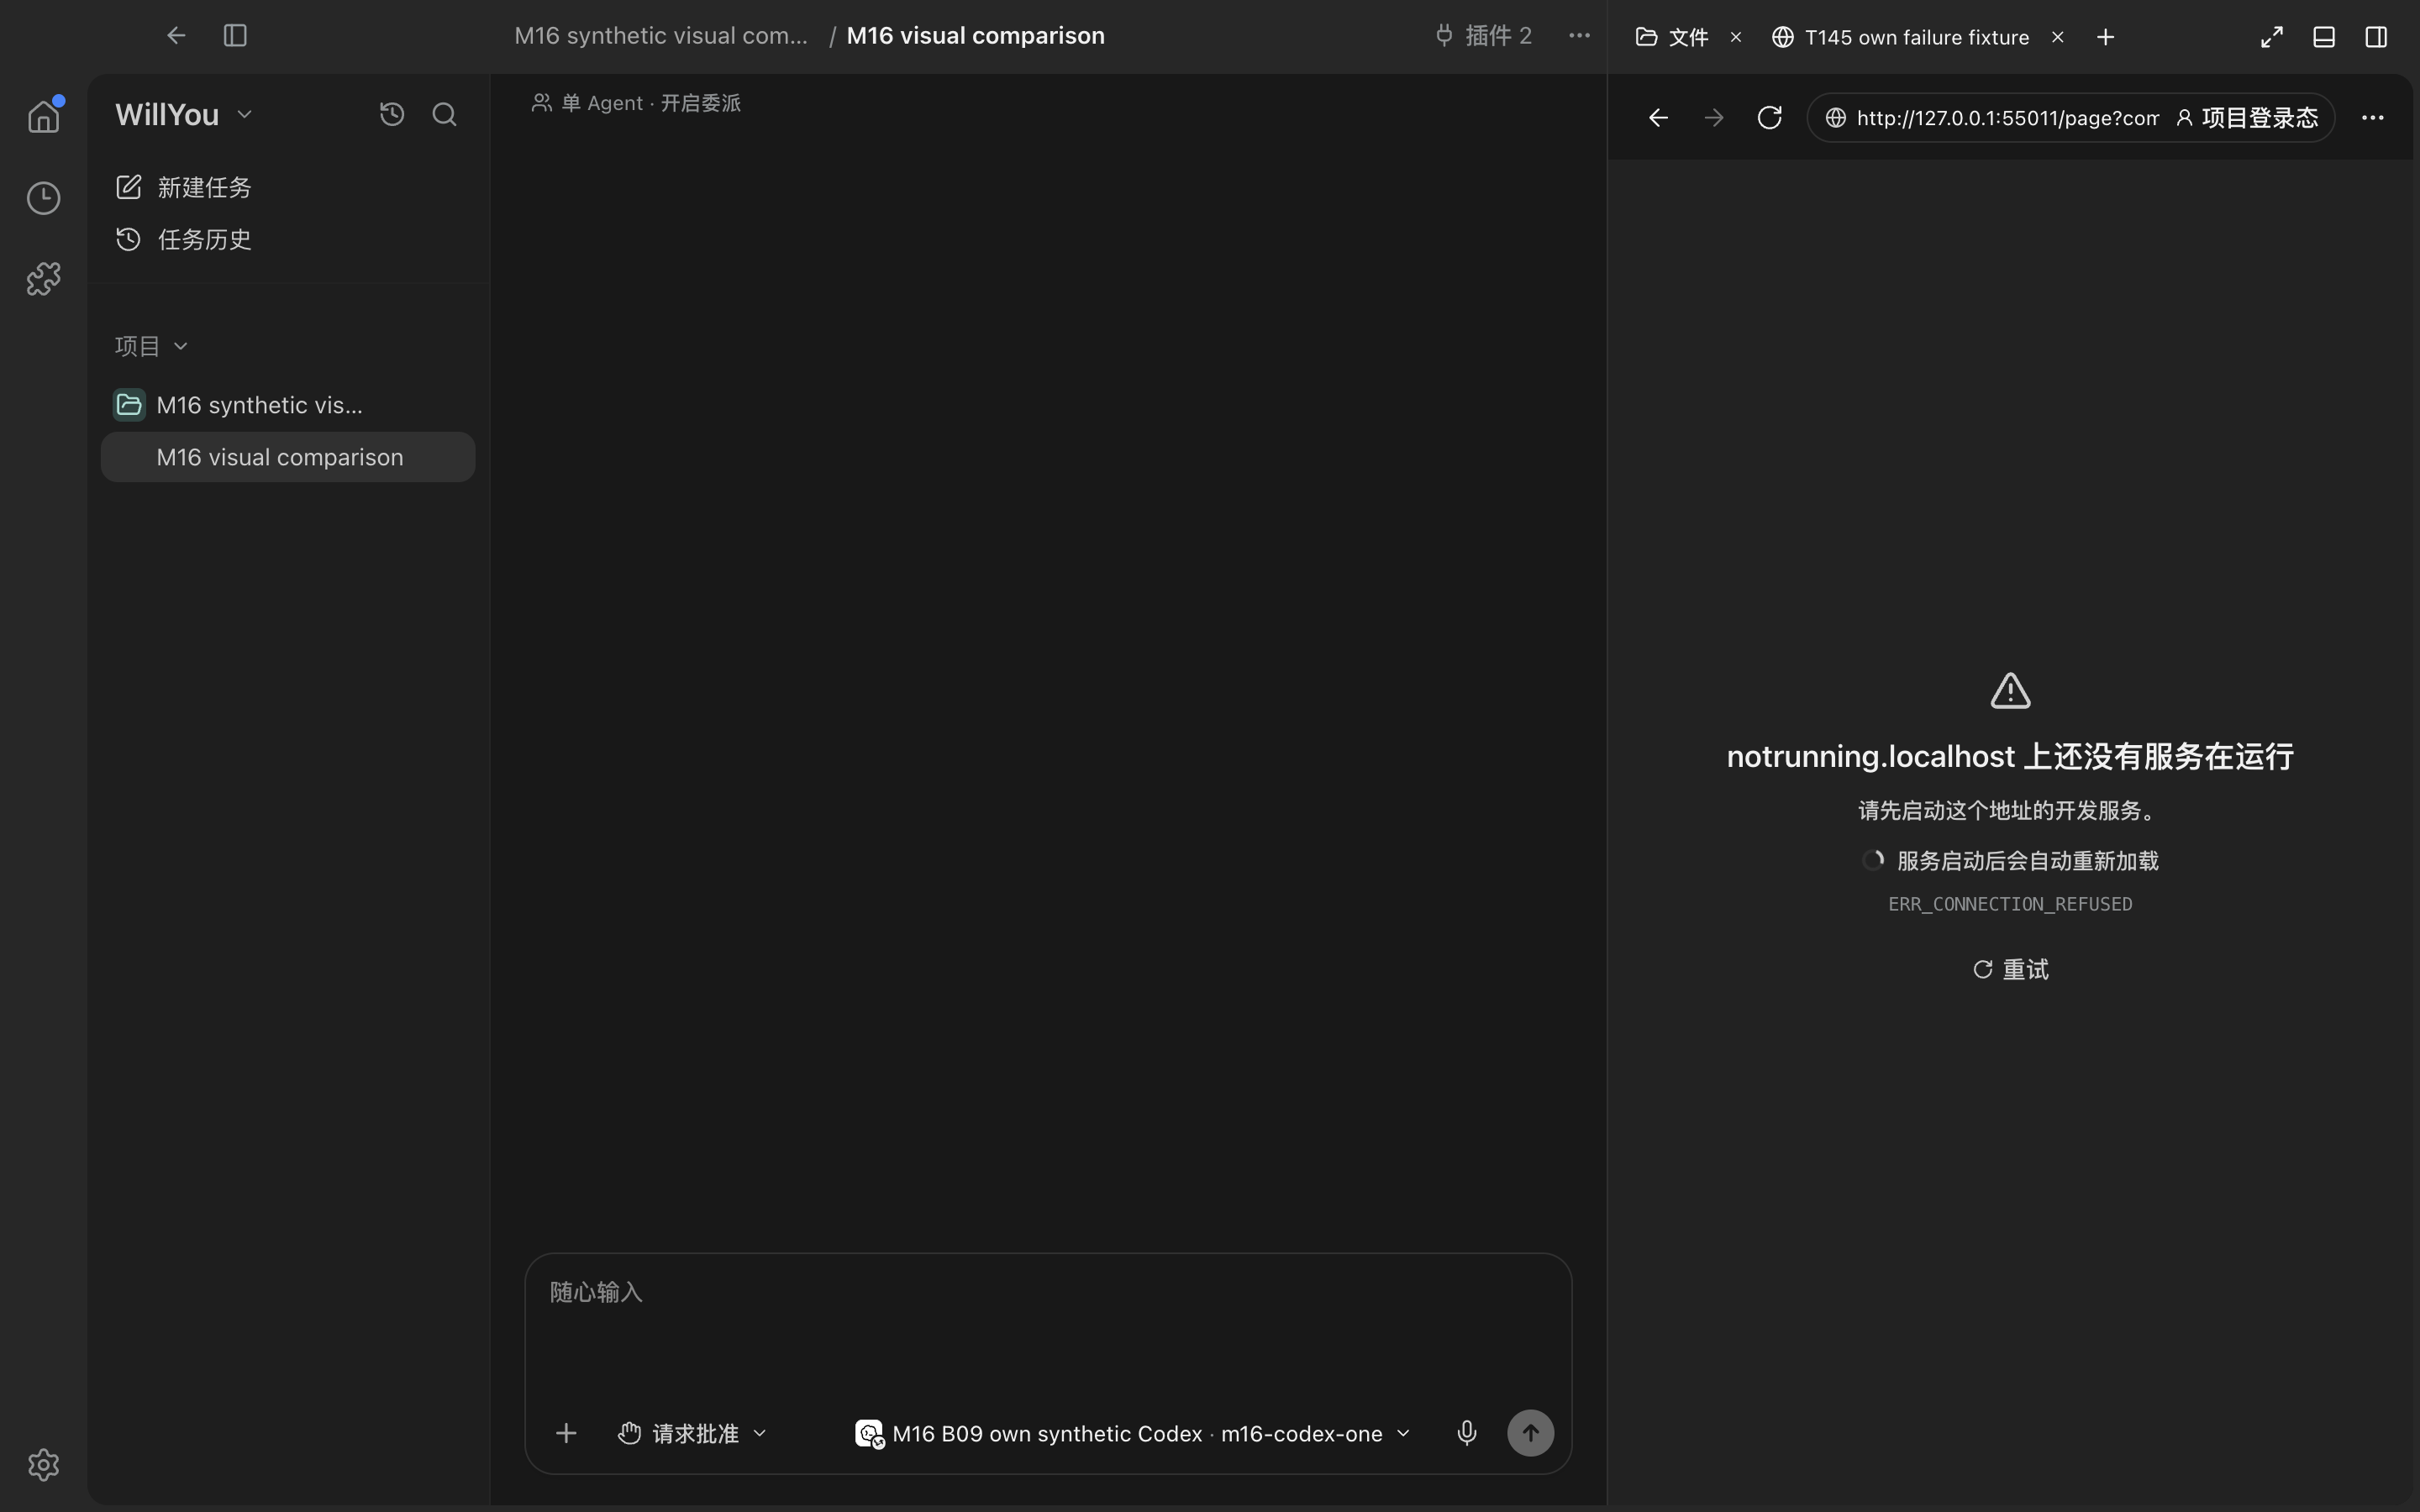 M16 synthetic visual com... / M16 visual comparison
插件 2
文件
T145 own failure fixture
WillYou
新建任务
任务历史
项目
M16 synthetic vis...
M16 visual comparison
单 Agent · 开启委派
随心输入
请求批准
M16 B09 own synthetic Codex · m16-codex-one
http://127.0.0.1:55011/page?com
项目登录态
notrunning.localhost 上还没有服务在运行
请先启动这个地址的开发服务。
服务启动后会自动重新加载
ERR_CONNECTION_REFUSED
重试